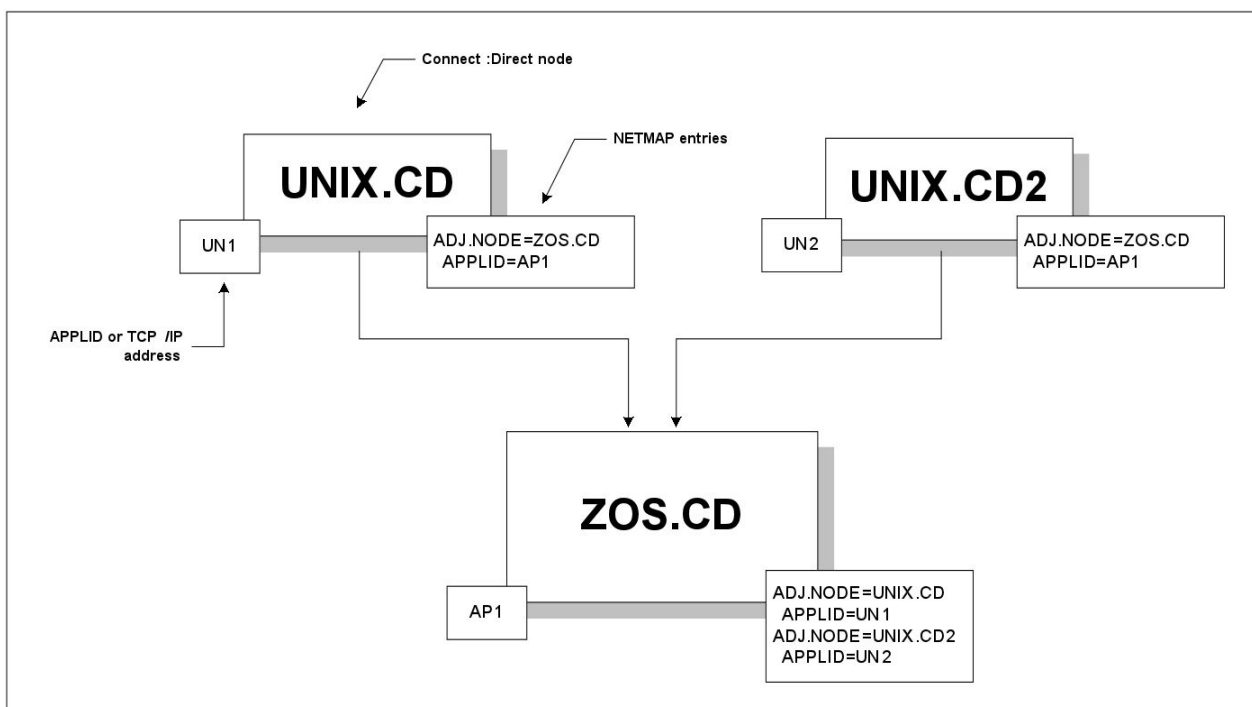 Connect :Direct node
NETMAP entries
UNIX.CD
UN1
ADJ.NODE=ZOS.CD
APPLID=AP1
APPLID or TCP /IP
address
UNIX.CD2
UN2
ADJ.NODE=ZOS.CD
APPLID=AP1
ZOS.CD
AP1
ADJ.NODE=UNIX.CD
APPLID=UN1
ADJ.NODE=UNIX.CD2
APPLID=UN2